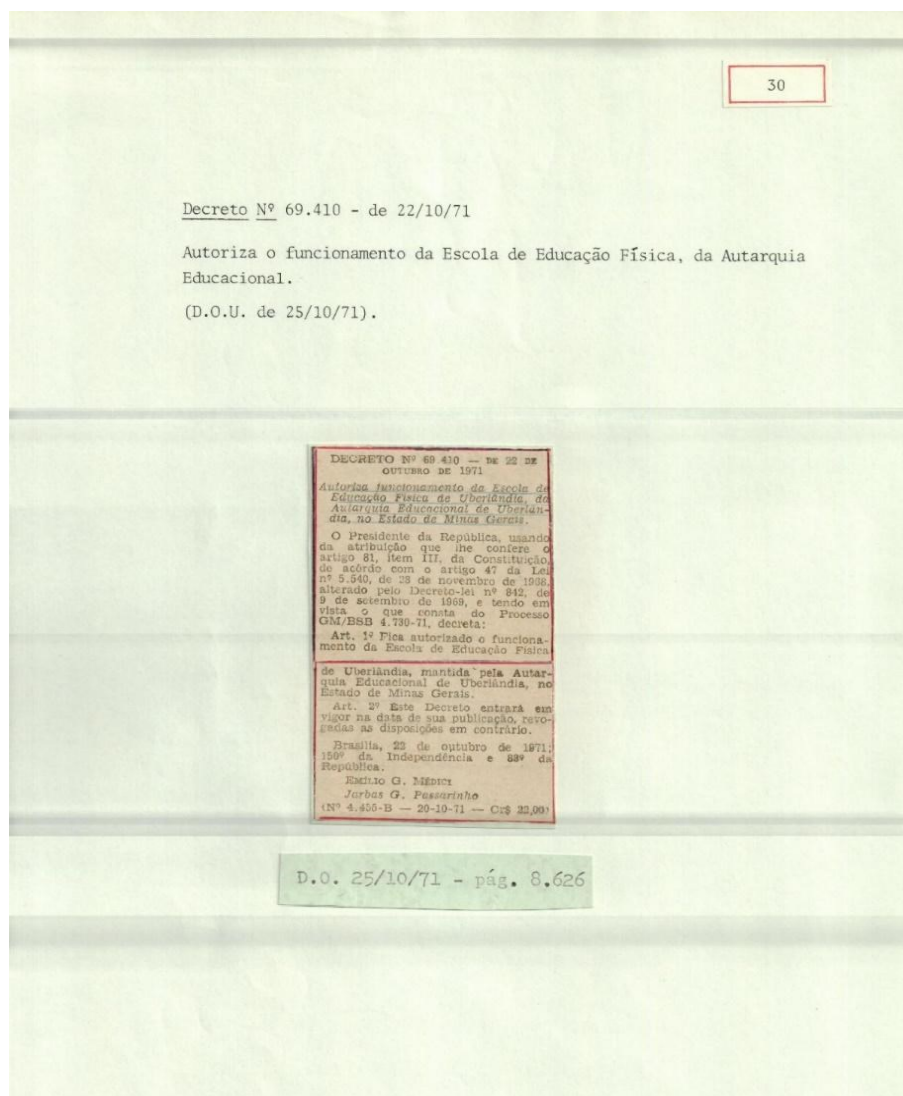 30
Decreto Nº 69.410 - de 22/10/71
Autoriza o funcionamento da Escola de Educação Física, da Autarquia
Educacional.
(D.O.U. de 25/10/71).
DECRETO Nº 69.410 — DE 22 DE
OUTUBRO DE 1971
Autoriza funcionamento da Escola de
Educação Física de Uberlândia, da
Autarquia Educacional de Uberlân-
dia, no Estado de Minas Gerais.
O Presidente da República, usando
da atribuição que lhe confere o
artigo 81, item III, da Constituição,
de acôrdo com o artigo 47 da Lei
nº 5.540, de 28 de novembro de 1968,
alterado pelo Decreto-lei nº 842, de
9 de setembro de 1969, e tendo em
vista o que consta do Processo
GM/BSB 4.730-71, decreta:
Art. 1º Fica autorizado o funciona-
mento da Escola de Educação Física
de Uberlândia, mantida pela Autar-
quia Educacional de Uberlândia, no
Estado de Minas Gerais.
Art. 2º Este Decreto entrará em
vigor na data de sua publicação, revo-
gadas as disposições em contrário.
Brasília, 22 de outubro de 1971;
150º da Independência e 83º da
República.
EMÍLIO G. MÉDICI
Jarbas G. Passarinho
(Nº 4.455-B — 20-10-71 — Cr$ 22,00)
D.O. 25/10/71 - pág. 8.626